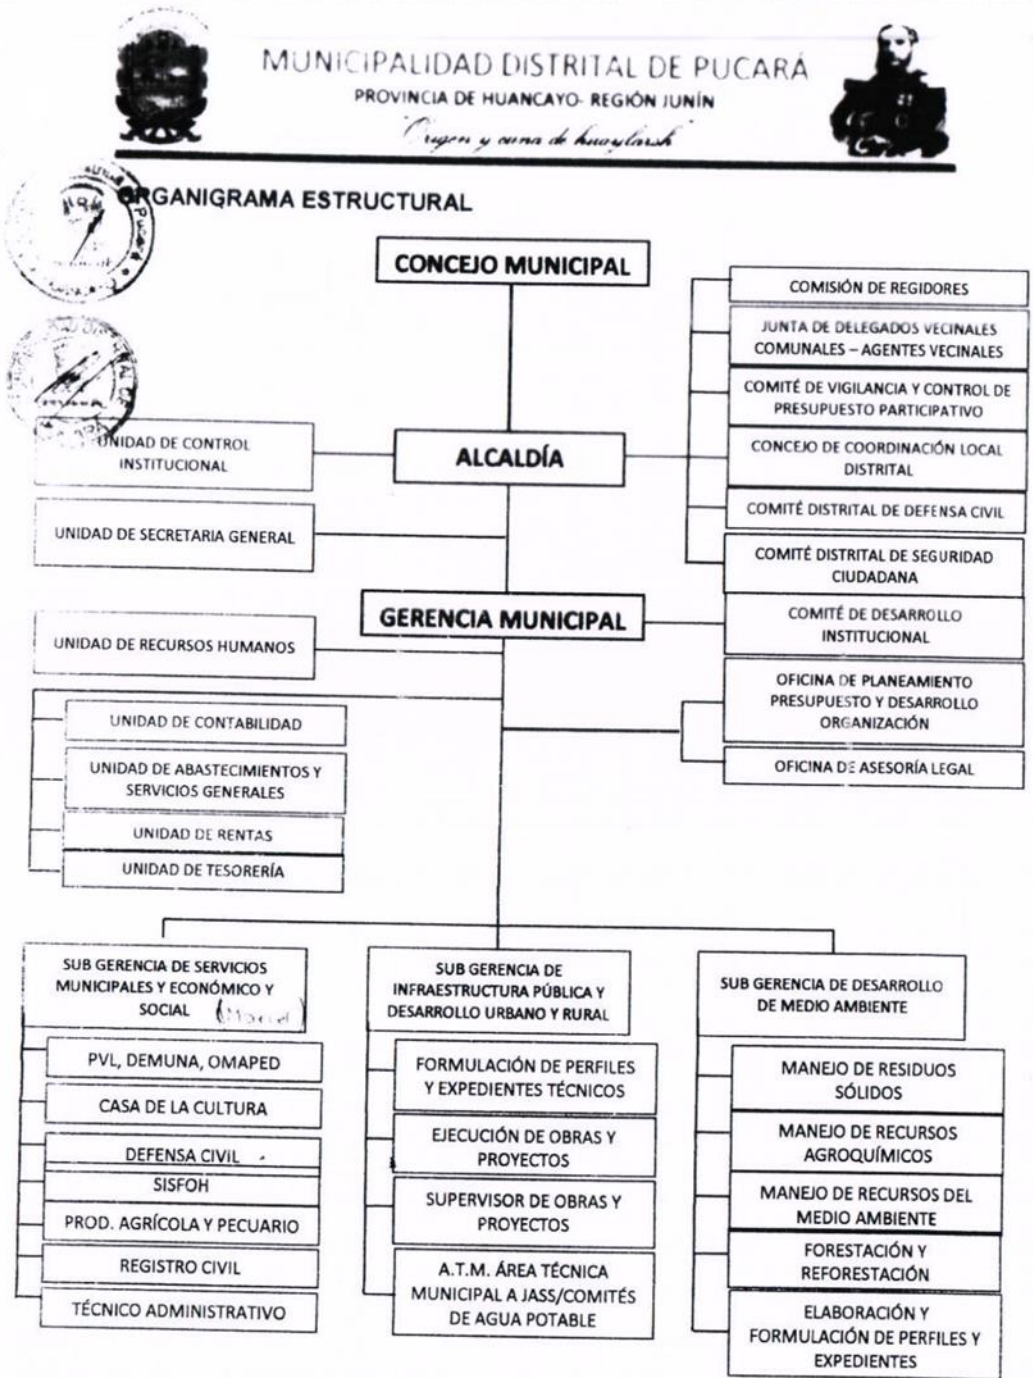 MUNICIPALIDAD DISTRITAL DE PUCARÁ
PROVINCIA DE HUANCAYO- REGIÓN JUNÍN
"Origen y cuna de huaylarsh"
ORGANIGRAMA ESTRUCTURAL
CONCEJO MUNICIPAL
COMISIÓN DE REGIDORES
JUNTA DE DELEGADOS VECINALES
COMUNALES – AGENTES VECINALES
COMITÉ DE VIGILANCIA Y CONTROL DE
PRESUPUESTO PARTICIPATIVO
UNIDAD DE CONTROL
INSTITUCIONAL
ALCALDÍA
CONCEJO DE COORDINACIÓN LOCAL
DISTRITAL
COMITÉ DISTRITAL DE DEFENSA CIVIL
UNIDAD DE SECRETARIA GENERAL
COMITÉ DISTRITAL DE SEGURIDAD
CIUDADANA
GERENCIA MUNICIPAL
COMITÉ DE DESARROLLO
INSTITUCIONAL
UNIDAD DE RECURSOS HUMANOS
OFICINA DE PLANEAMIENTO
PRESUPUESTO Y DESARROLLO
ORGANIZACIÓN
OFICINA DE ASESORÍA LEGAL
UNIDAD DE CONTABILIDAD
UNIDAD DE ABASTECIMIENTOS Y
SERVICIOS GENERALES
UNIDAD DE RENTAS
UNIDAD DE TESORERÍA
SUB GERENCIA DE SERVICIOS
MUNICIPALES Y ECONÓMICO Y
SOCIAL
PVL, DEMUNA, OMAPED
CASA DE LA CULTURA
DEFENSA CIVIL
SISFOH
PROD. AGRÍCOLA Y PECUARIO
REGISTRO CIVIL
TÉCNICO ADMINISTRATIVO
SUB GERENCIA DE
INFRAESTRUCTURA PÚBLICA Y
DESARROLLO URBANO Y RURAL
FORMULACIÓN DE PERFILES
Y EXPEDIENTES TÉCNICOS
EJECUCIÓN DE OBRAS Y
PROYECTOS
SUPERVISOR DE OBRAS Y
PROYECTOS
A.T.M. ÁREA TÉCNICA
MUNICIPAL A JASS/COMITÉS
DE AGUA POTABLE
SUB GERENCIA DE DESARROLLO
DE MEDIO AMBIENTE
MANEJO DE RESIDUOS
SÓLIDOS
MANEJO DE RECURSOS
AGROQUÍMICOS
MANEJO DE RECURSOS DEL
MEDIO AMBIENTE
FORESTACIÓN Y
REFORESTACIÓN
ELABORACIÓN Y
FORMULACIÓN DE PERFILES Y
EXPEDIENTES